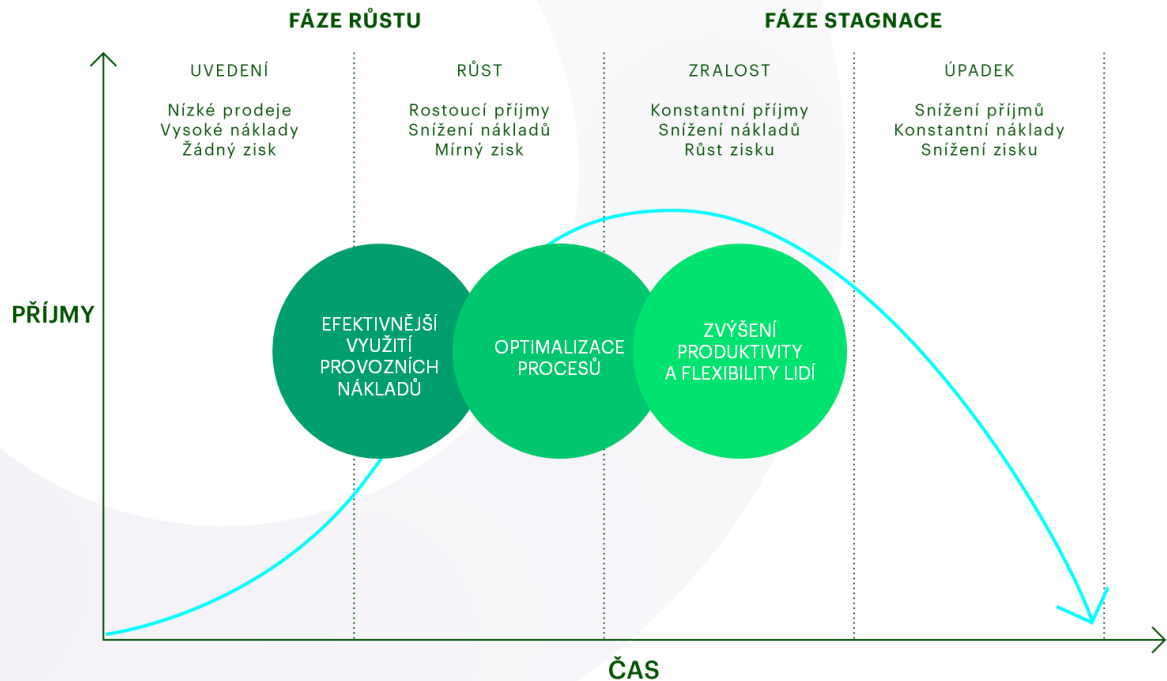 FÁZE RŮSTU
FÁZE STAGNACE
UVEDENÍ
Nízké prodeje
Vysoké náklady
Žádný zisk
RŮST
Rostoucí příjmy
Snížení nákladů
Mírný zisk
ZRALOST
Konstantní příjmy
Snížení nákladů
Růst zisku
ÚPADEK
Snížení příjmů
Konstantní náklady
Snížení zisku
PŘÍJMY
EFEKTIVNĚJŠÍ
VYUŽITÍ
PROVOZNÍCH
NÁKLADŮ
OPTIMALIZACE
PROCESŮ
ZVÝŠENÍ
PRODUKTIVITY
A FLEXIBILITY LIDÍ
ČAS